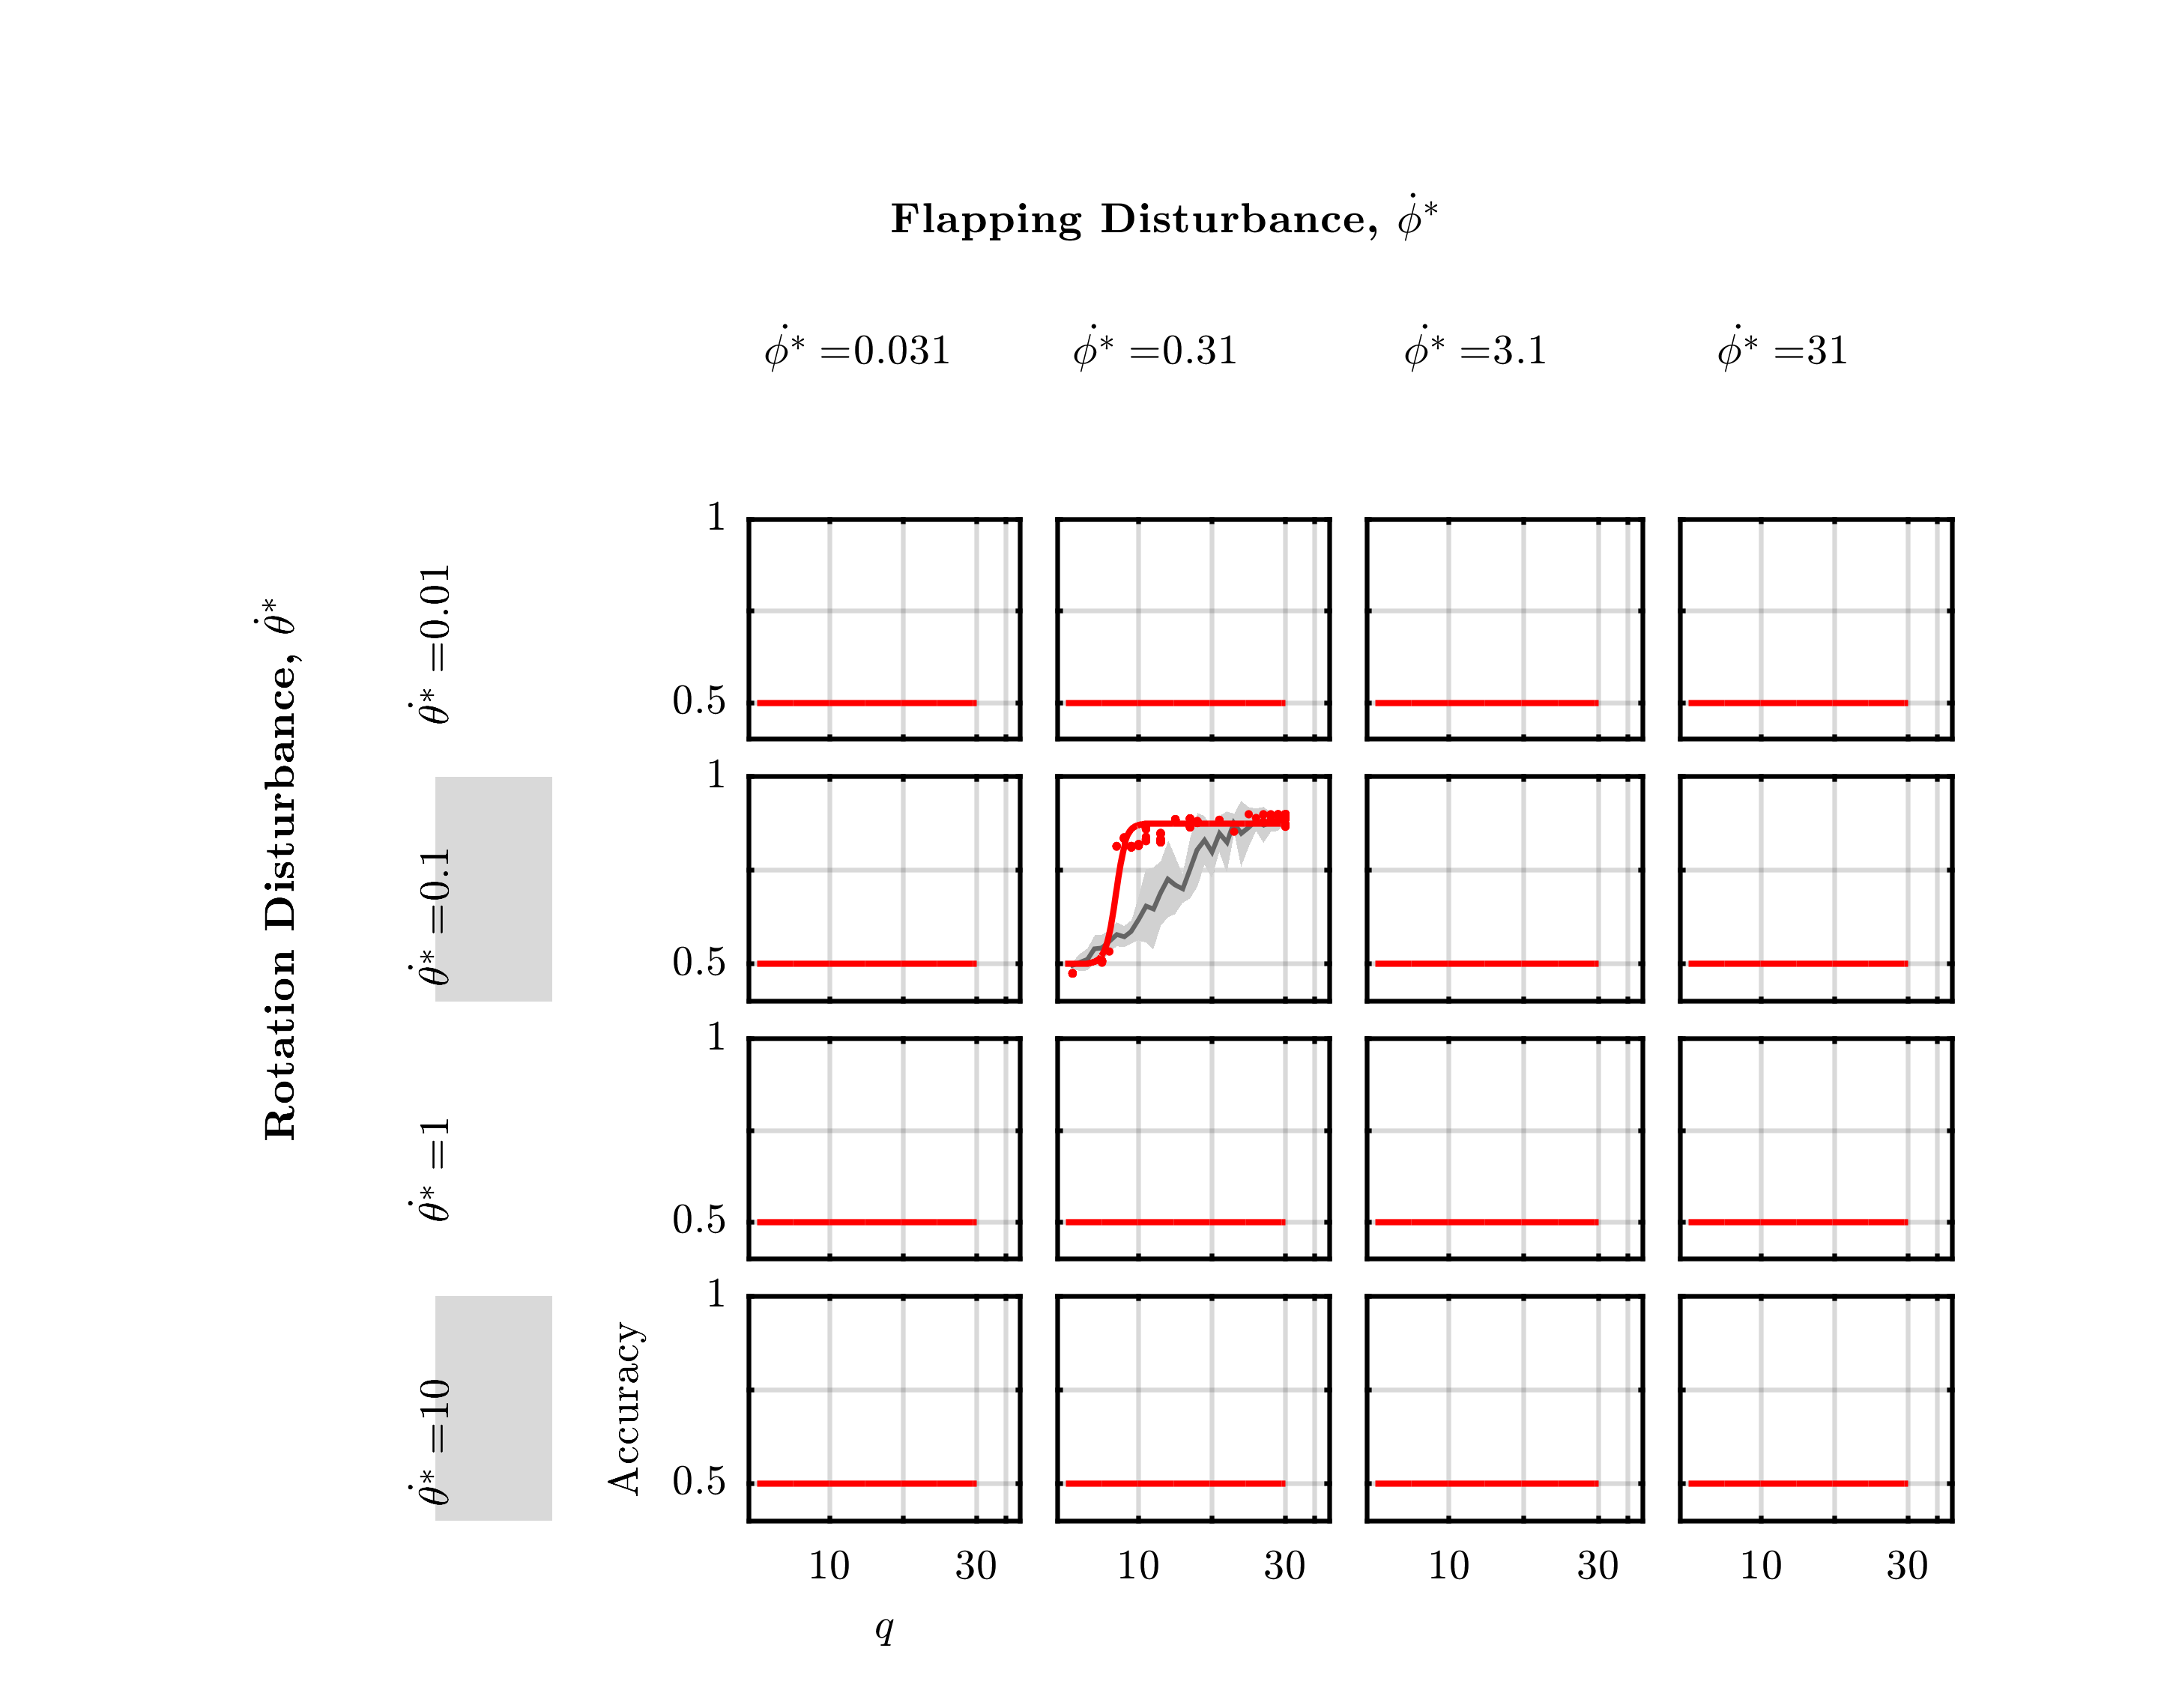 Flapping Disturbance, φ̇*
φ̇* =0.031
φ̇* =0.31
φ̇* =3.1
φ̇* =31
Rotation Disturbance, θ̇*
θ̇* =0.01
1
0.5
θ̇* =0.1
1
0.5
θ̇* =1
1
0.5
θ̇* =10
Accuracy
1
0.5
10 30 10 30 10 30 10 30
q